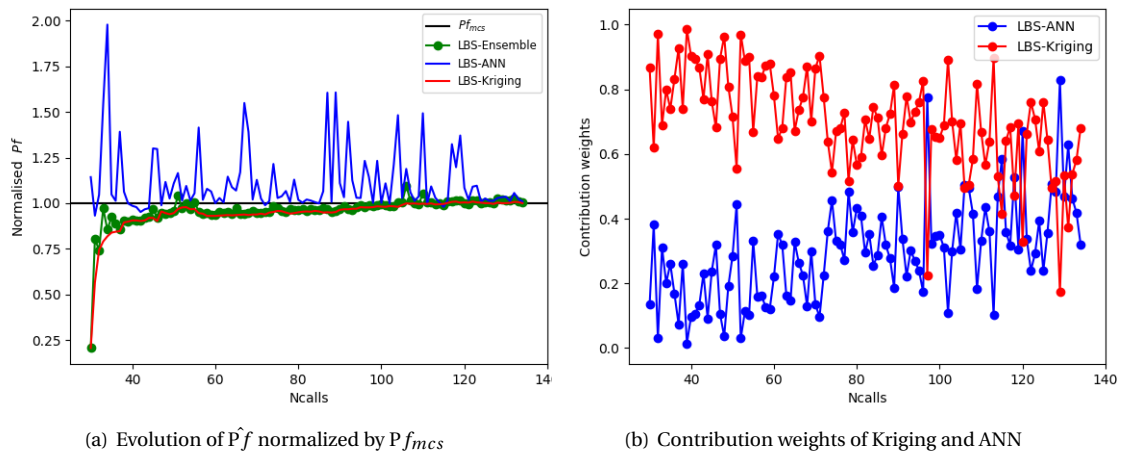 2.00
1.75
1.50
1.25
1.00
0.75
0.50
0.25
Normalised Pf
Pf_mcs
LBS-Ensemble
LBS-ANN
LBS-Kriging
40 60 80 100 120 140
Ncalls
(a) Evolution of P̂f normalized by Pf_mcs
1.0
0.8
0.6
0.4
0.2
0.0
Contribution weights
LBS-ANN
LBS-Kriging
40 60 80 100 120 140
Ncalls
(b) Contribution weights of Kriging and ANN